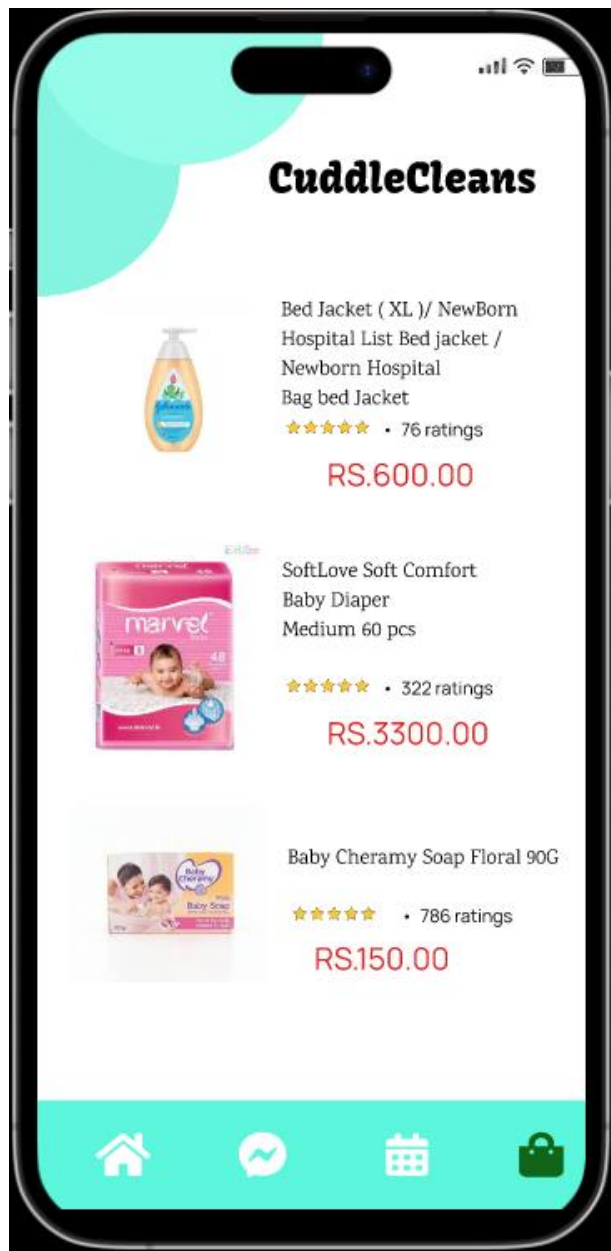 CuddleCleans
Bed Jacket ( XL )/ NewBorn
Hospital List Bed jacket /
Newborn Hospital
Bag bed Jacket
• 76 ratings
RS.600.00
Johnson's
SoftLove Soft Comfort
Baby Diaper
Medium 60 pcs
• 322 ratings
RS.3300.00
marvel
Baby
48
Baby Cheramy Soap Floral 90G
• 786 ratings
RS.150.00
Baby
Cheramy
Baby Soap